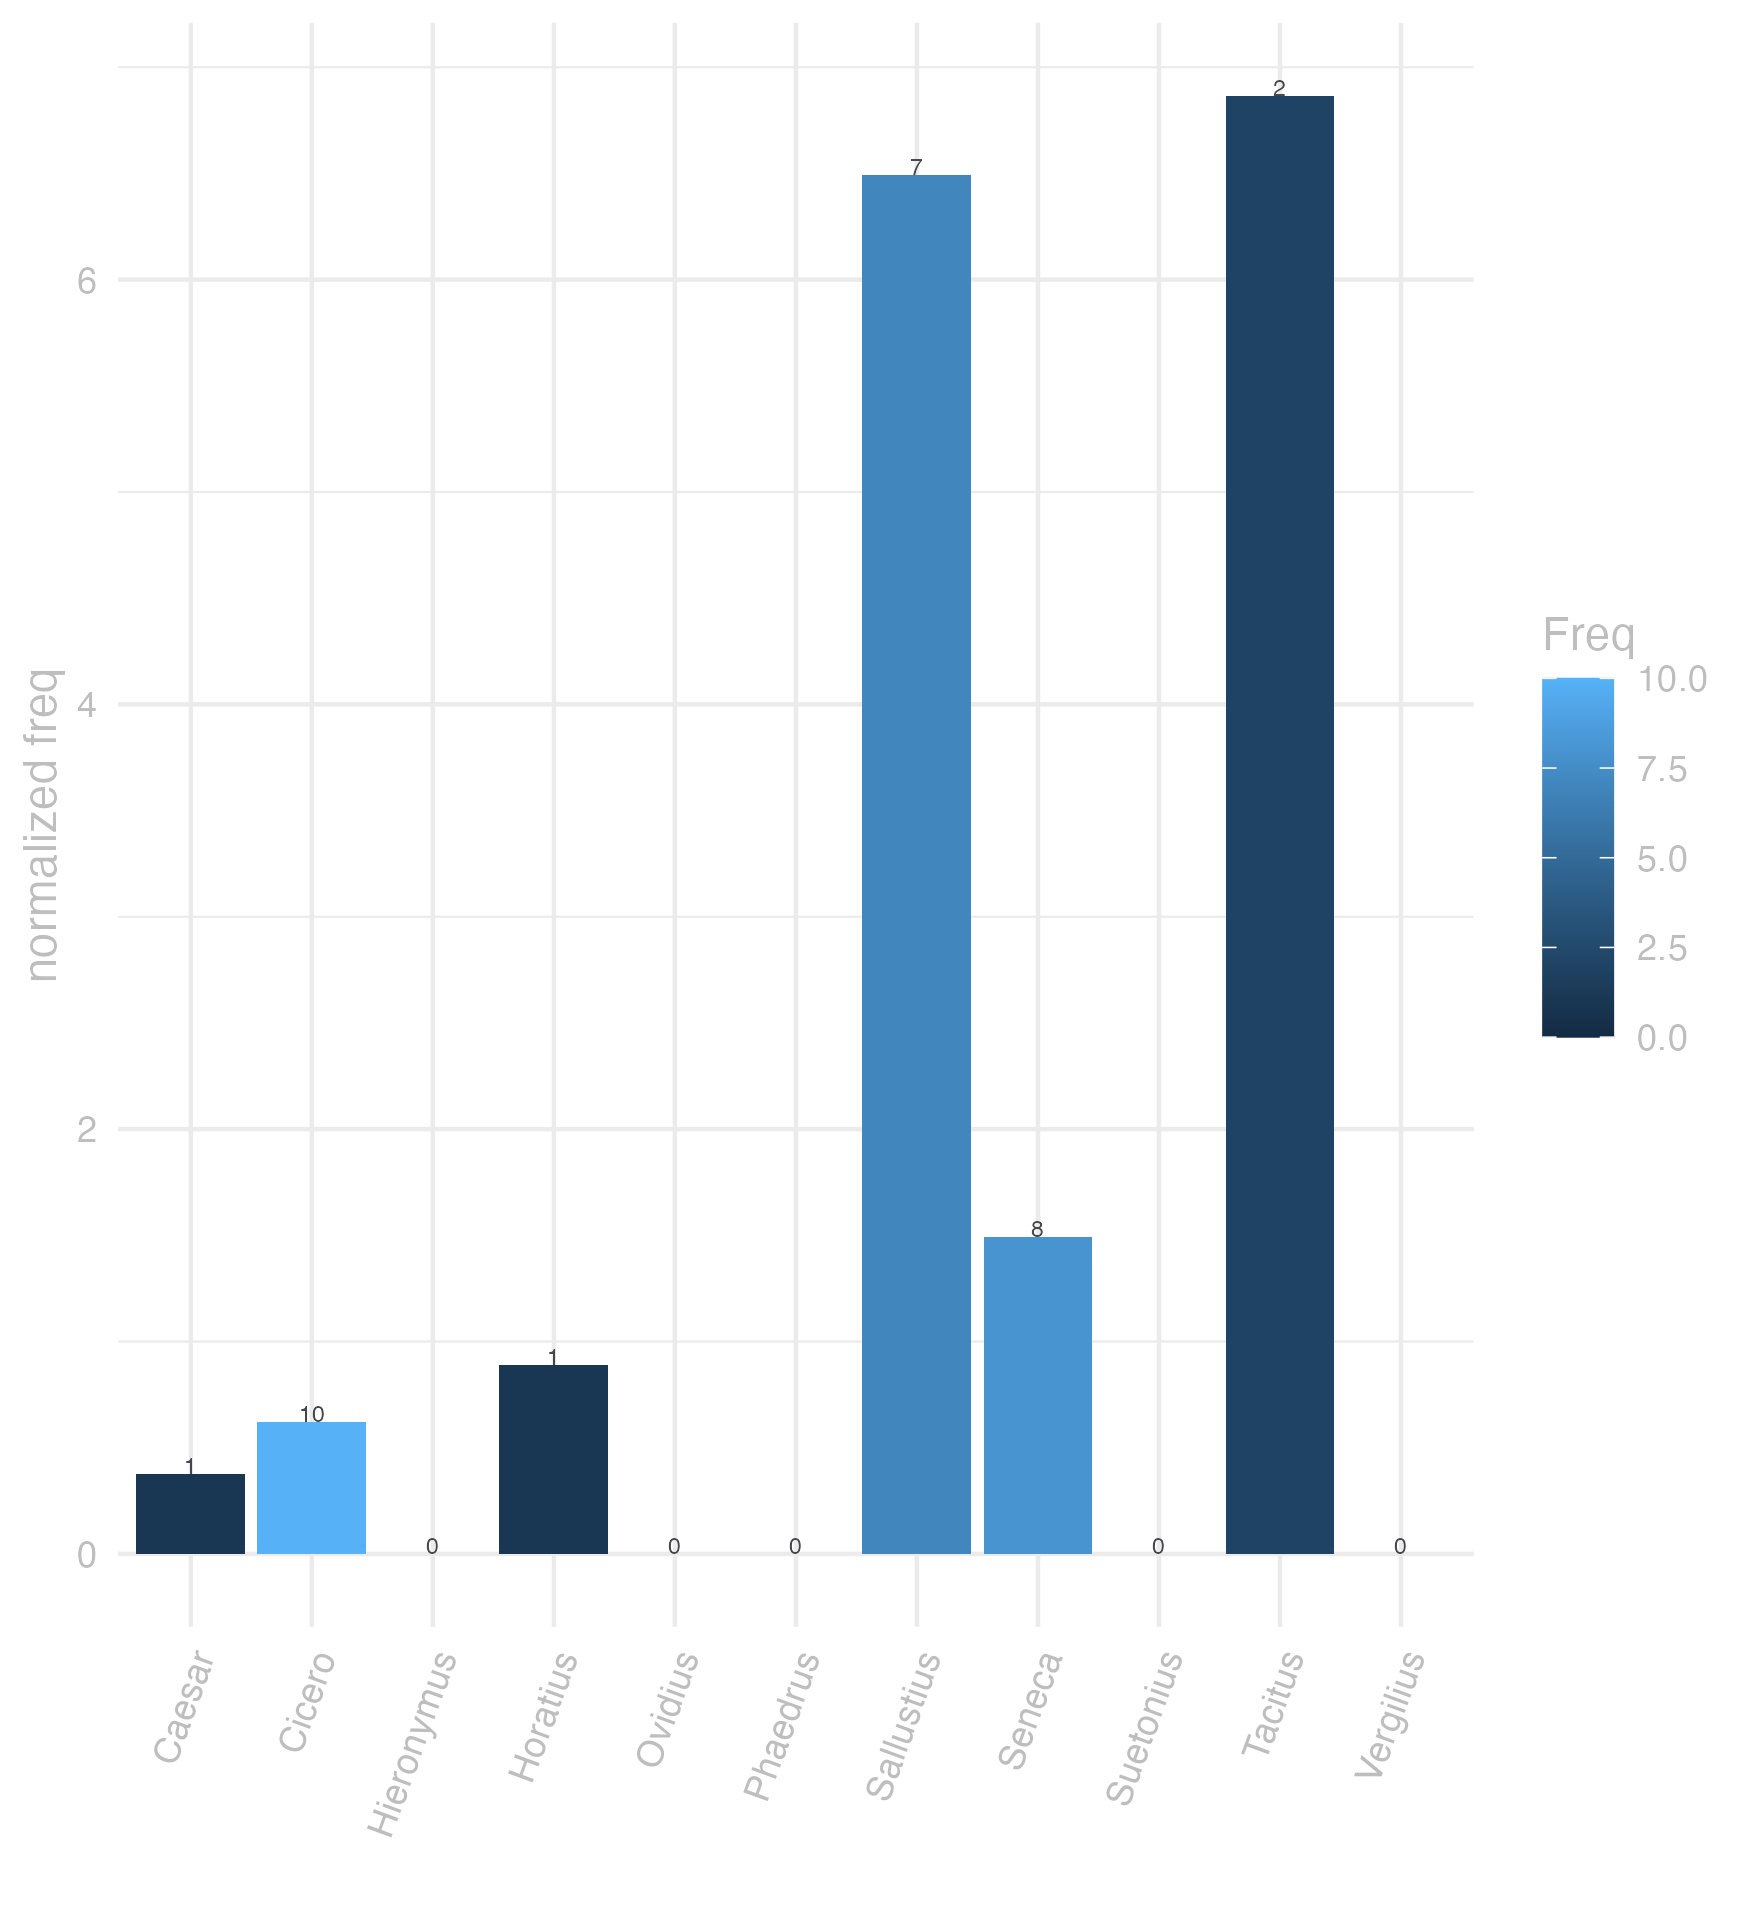 normalized freq
6
4
2
0
2
7
8
1
10
1
0
0
0
0
0
Caesar
Cicero
Hieronymus
Horatius
Ovidius
Phaedrus
Sallustius
Seneca
Suetonius
Tacitus
Vergilius
Freq
10.0
7.5
5.0
2.5
0.0